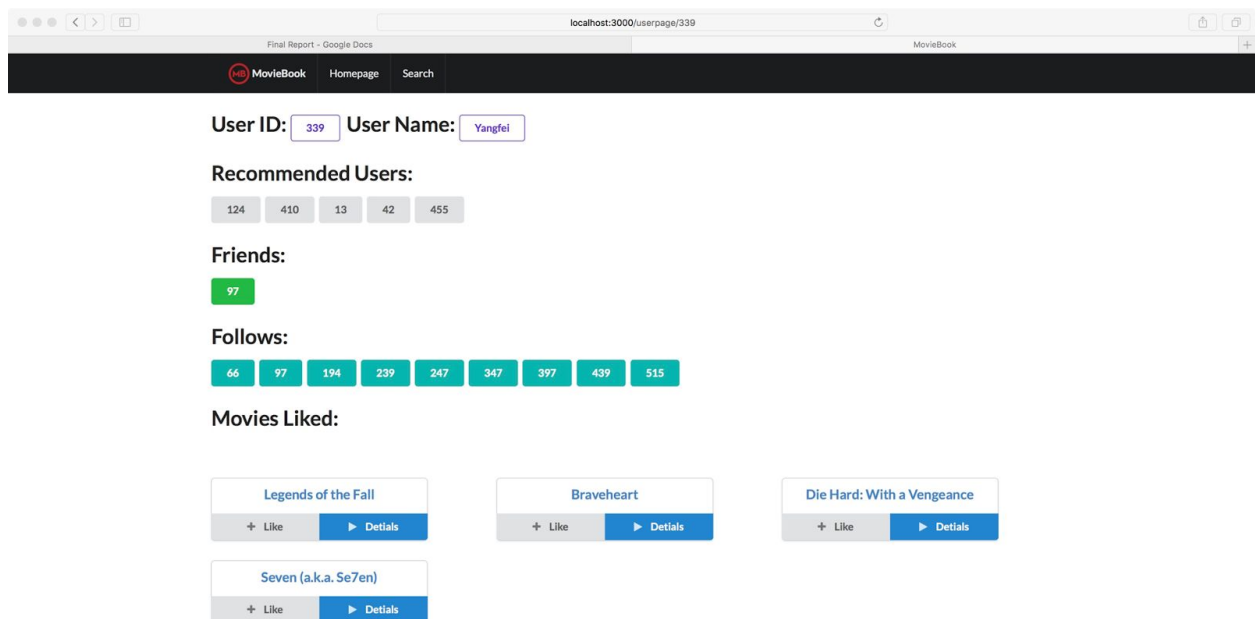 localhost:3000/userpage/339
Final Report - Google Docs MovieBook
MB MovieBook Homepage Search
User ID: 339 User Name: Yangfei
Recommended Users:
124 410 13 42 455
Friends:
97
Follows:
66 97 194 239 247 347 397 439 515
Movies Liked:
Legends of the Fall Braveheart Die Hard: With a Vengeance
+ Like Detials + Like Detials + Like Detials
Seven (a.k.a. Se7en)
+ Like Detials